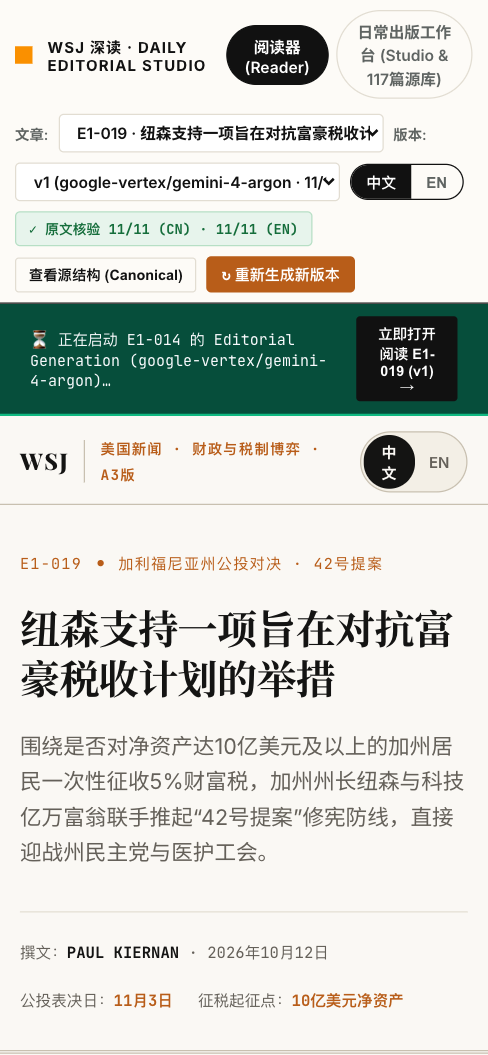 WSJ 深读 · DAILY
EDITORIAL STUDIO
阅读器
(Reader)
日常出版工作
台 (Studio &
117篇源库)
文章:
E1-019 · 纽森支持一项旨在对抗富豪税收计
版本:
v1 (google-vertex/gemini-4-argon · 11/
中文
EN
✓ 原文核验 11/11 (CN) · 11/11 (EN)
查看源结构 (Canonical)
↻ 重新生成新版本
⏳ 正在启动 E1-014 的 Editorial
Generation (google-vertex/gemini-
4-argon)…
立即打开
阅读 E1-
019 (v1)
→
WSJ
美国新闻 · 财政与税制博弈 ·
A3版
中
文
EN
E1-019 • 加利福尼亚州公投对决 · 42号提案
纽森支持一项旨在对抗富
豪税收计划的举措
围绕是否对净资产达10亿美元及以上的加州居
民一次性征收5%财富税，加州州长纽森与科技
亿万富翁联手推起“42号提案”修宪防线，直接
迎战州民主党与医护工会。
撰文: PAUL KIERNAN · 2026年10月12日
公投表决日: 11月3日 征税起征点: 10亿美元净资产